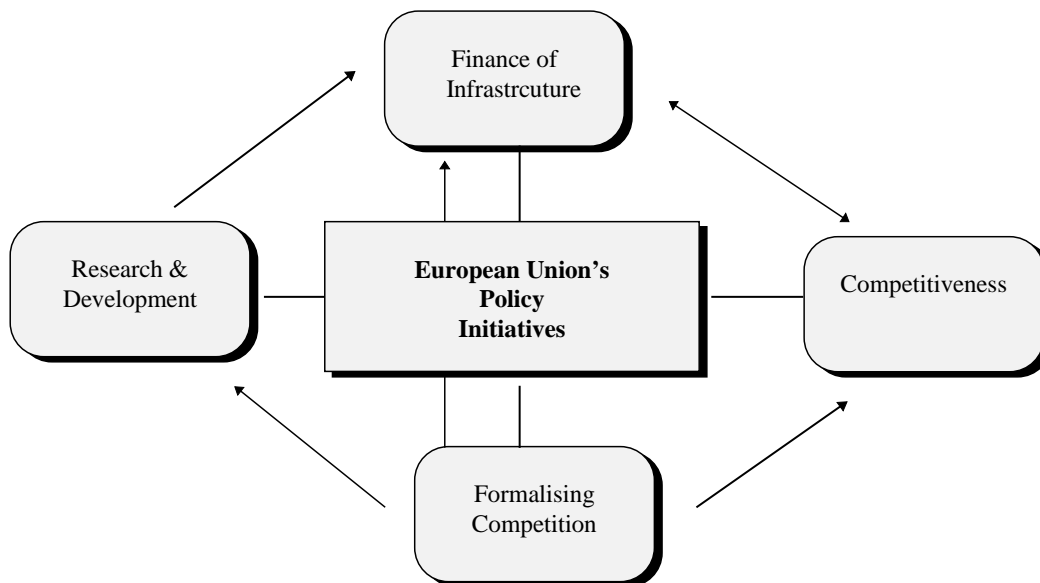 Finance of
Infrastrcuture
Research &
Development
European Union’s
Policy
Initiatives
Competitiveness
Formalising
Competition